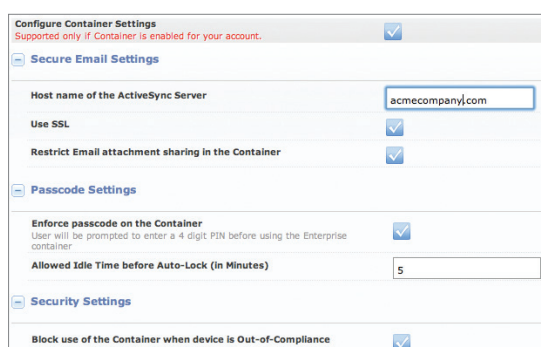 Configure Container Settings
Supported only if Container is enabled for your account.
Secure Email Settings
Host name of the ActiveSync Server
acmecompany.com
Use SSL
Restrict Email attachment sharing in the Container
Passcode Settings
Enforce passcode on the Container
User will be prompted to enter a 4 digit PIN before using the Enterprise
container
Allowed Idle Time before Auto-Lock (in Minutes)
5
Security Settings
Block use of the Container when device is Out-of-Compliance